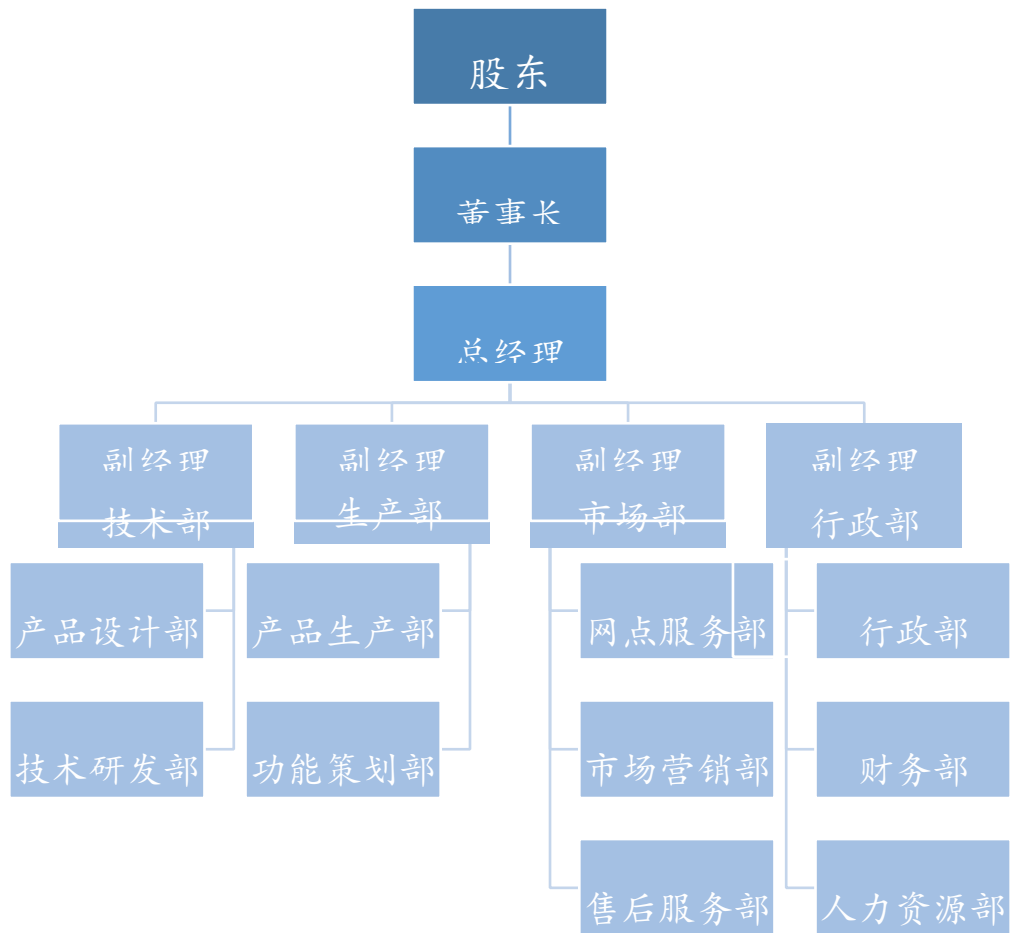 股东
董事长
总经理
副经理
技术部
副经理
生产部
副经理
市场部
副经理
行政部
产品设计部
产品生产部
网点服务部
行政部
技术研发部
功能策划部
市场营销部
财务部
售后服务部
人力资源部